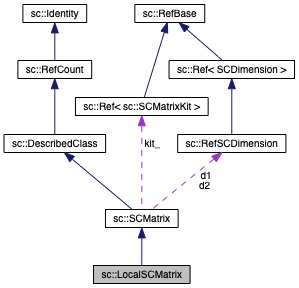 sc::Identity
sc::RefBase
sc::RefCount
sc::Ref< SCDimension >
sc::Ref< sc::SCMatrixKit >
sc::DescribedClass
kit_
sc::RefSCDimension
d1
d2
sc::SCMatrix
sc::LocalSCMatrix